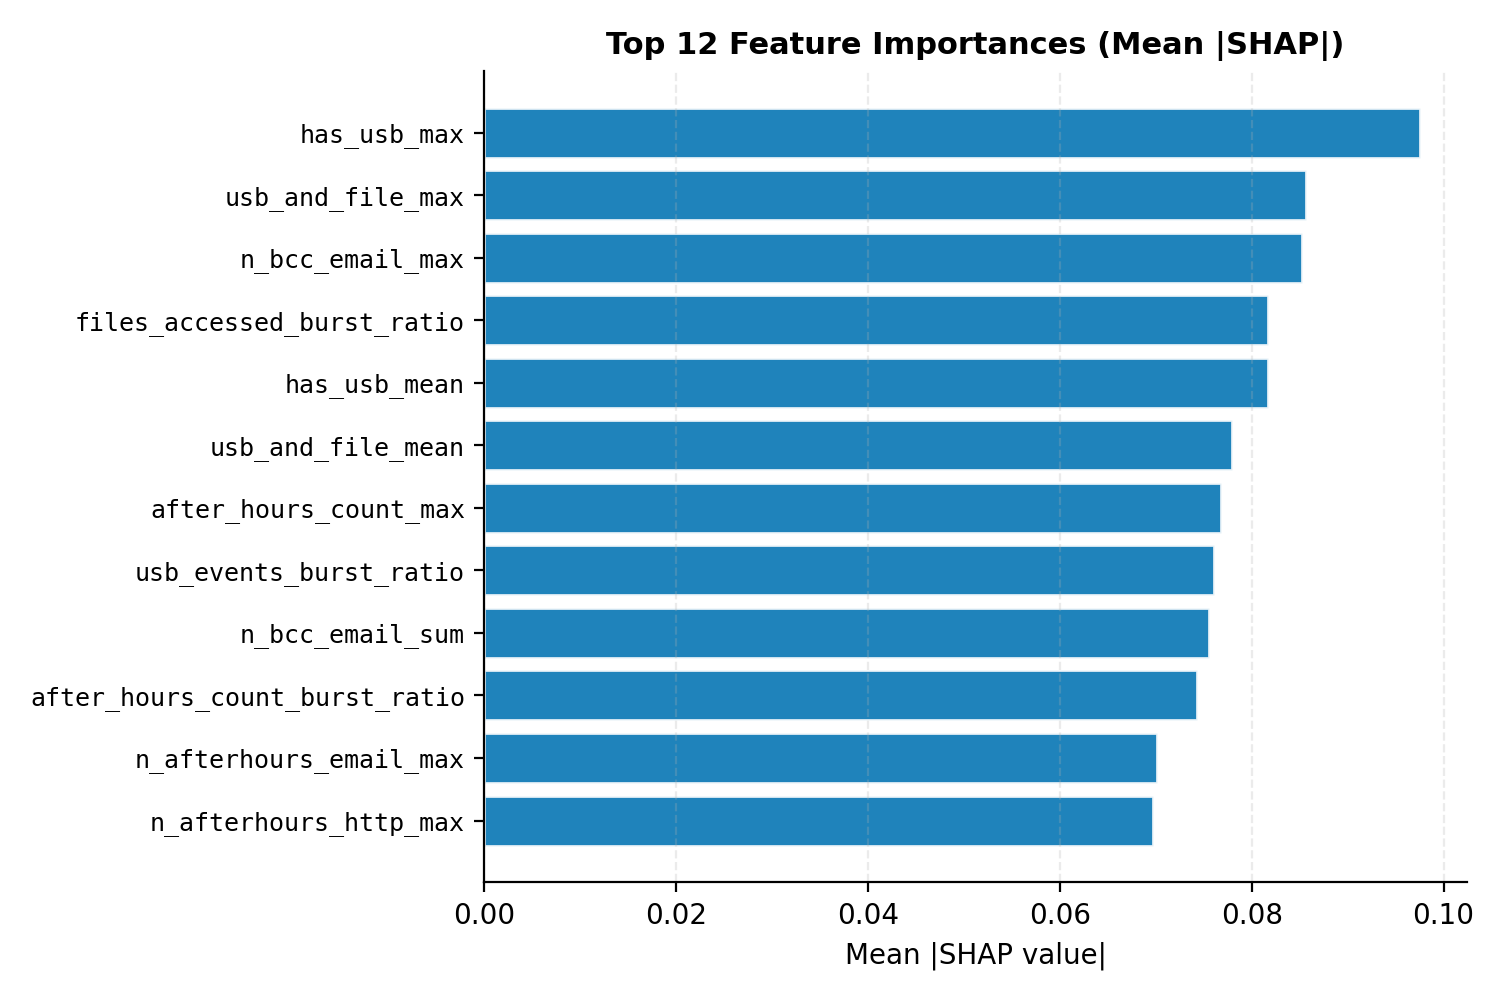 Top 12 Feature Importances (Mean |SHAP|)
has_usb_max
usb_and_file_max
n_bcc_email_max
files_accessed_burst_ratio
has_usb_mean
usb_and_file_mean
after_hours_count_max
usb_events_burst_ratio
n_bcc_email_sum
after_hours_count_burst_ratio
n_afterhours_email_max
n_afterhours_http_max
0.00 0.02 0.04 0.06 0.08 0.10
Mean |SHAP value|